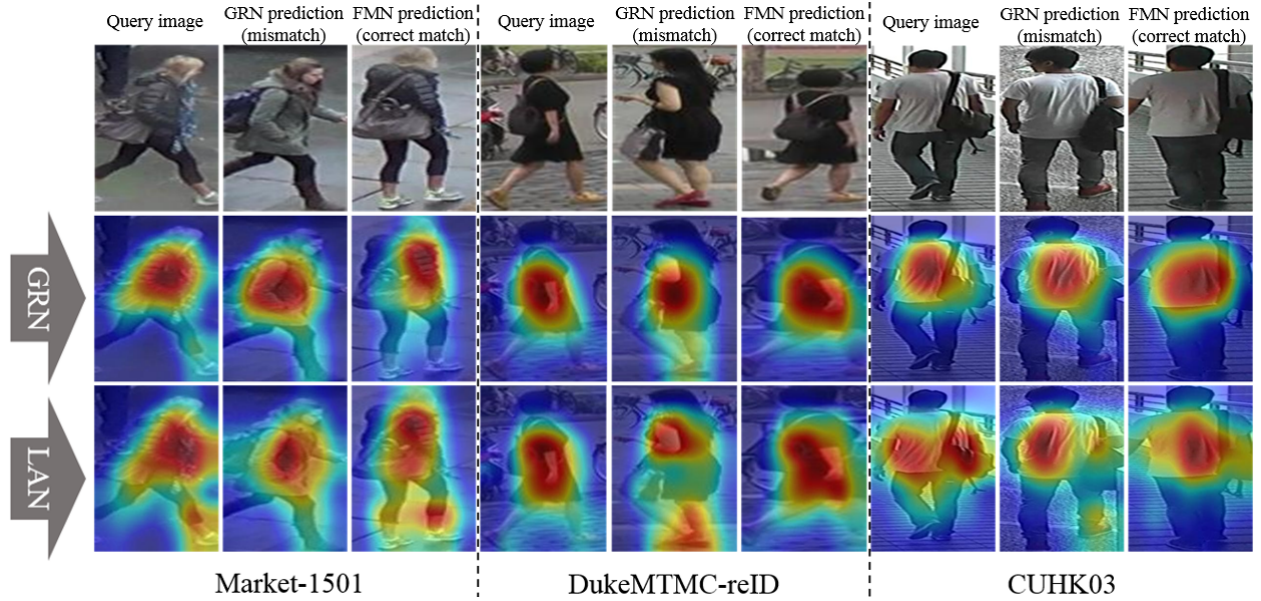 Query image
GRN prediction
(mismatch)
FMN prediction
(correct match)
Query image
GRN prediction
(mismatch)
FMN prediction
(correct match)
Query image
GRN prediction
(mismatch)
FMN prediction
(correct match)
GRN
LAN
Market-1501
DukeMTMC-reID
CUHK03